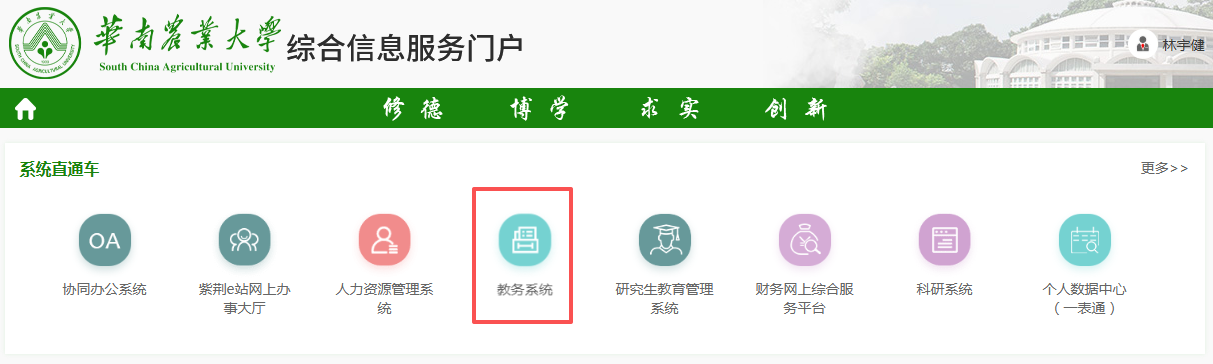 華南農業大學
South China Agricultural University
综合信息服务门户
林宇健
修德 博学 求实 创新
系统直通车
更多>>
OA
协同办公系统
紫荆e站网上办
事大厅
人力资源管理系
统
教务系统
研究生教育管理
系统
财务网上综合服
务平台
科研系统
个人数据中心
（一表通）